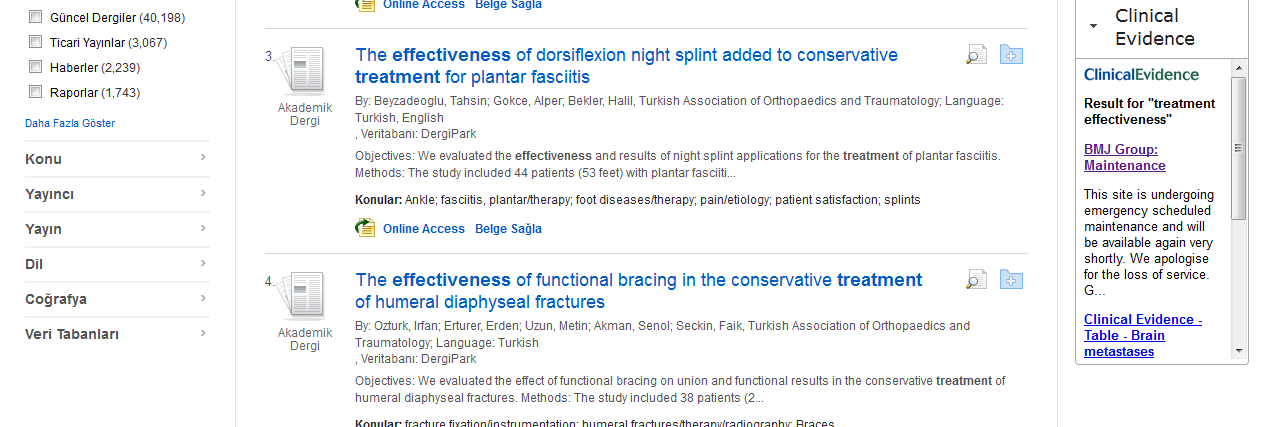 Güncel Dergiler (40,198)
Ticari Yayınlar (3,067)
Haberler (2,239)
Raporlar (1,743)
Daha Fazla Göster
Konu
Yayıncı
Yayın
Dil
Coğrafya
Veri Tabanları
Online Access Belge Sağla
3.
Akademik
Dergi
The effectiveness of dorsiflexion night splint added to conservative
treatment for plantar fasciitis
By: Beyzadeoglu, Tahsin; Gokce, Alper; Bekler, Halil, Turkish Association of Orthopaedics and Traumatology; Language:
Turkish, English
, Veritabanı: DergiPark
Objectives: We evaluated the effectiveness and results of night splint applications for the treatment of plantar fasciitis.
Methods: The study included 44 patients (53 feet) with plantar fasciiti...
Konular: Ankle; fasciitis, plantar/therapy; foot diseases/therapy; pain/etiology; patient satisfaction; splints
Online Access Belge Sağla
4.
Akademik
Dergi
The effectiveness of functional bracing in the conservative treatment
of humeral diaphyseal fractures
By: Ozturk, Irfan; Erturer, Erden; Uzun, Metin; Akman, Senol; Seckin, Faik, Turkish Association of Orthopaedics and
Traumatology; Language: Turkish
, Veritabanı: DergiPark
Objectives: We evaluated the effect of functional bracing on union and functional results in the conservative treatment of
humeral diaphyseal fractures. Methods: The study included 38 patients (2...
Konular: fracture fixation/instrumentation; humeral fractures/therapy/radiography; Braces
Clinical
Evidence
ClinicalEvidence
Result for "treatment
effectiveness"
BMJ Group:
Maintenance
This site is undergoing
emergency scheduled
maintenance and will
be available again very
shortly. We apologise
for the loss of service.
G...
Clinical Evidence -
Table - Brain
metastases